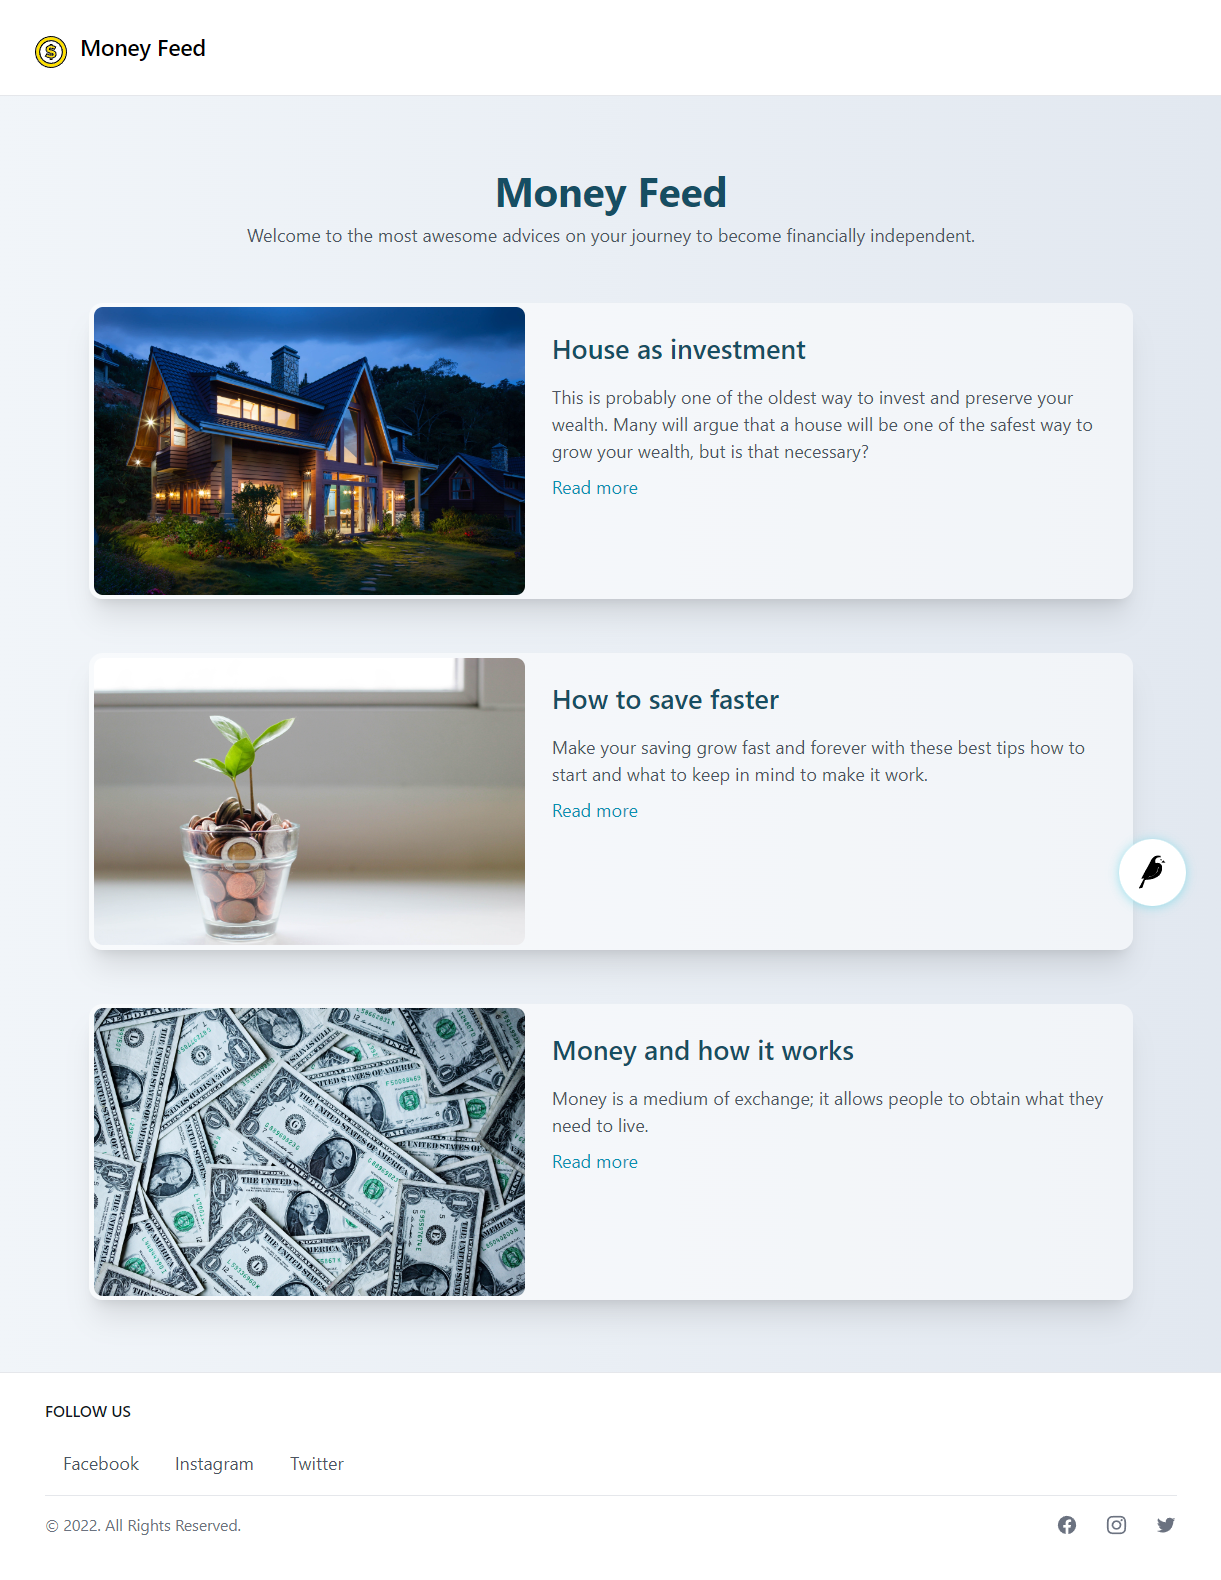 Money Feed
Money Feed
Welcome to the most awesome advices on your journey to become financially independent.
House as investment
This is probably one of the oldest way to invest and preserve your
wealth. Many will argue that a house will be one of the safest way to
grow your wealth, but is that necessary?
Read more
How to save faster
Make your saving grow fast and forever with these best tips how to
start and what to keep in mind to make it work.
Read more
Money and how it works
Money is a medium of exchange; it allows people to obtain what they
need to live.
Read more
FOLLOW US
Facebook Instagram Twitter
© 2022. All Rights Reserved.